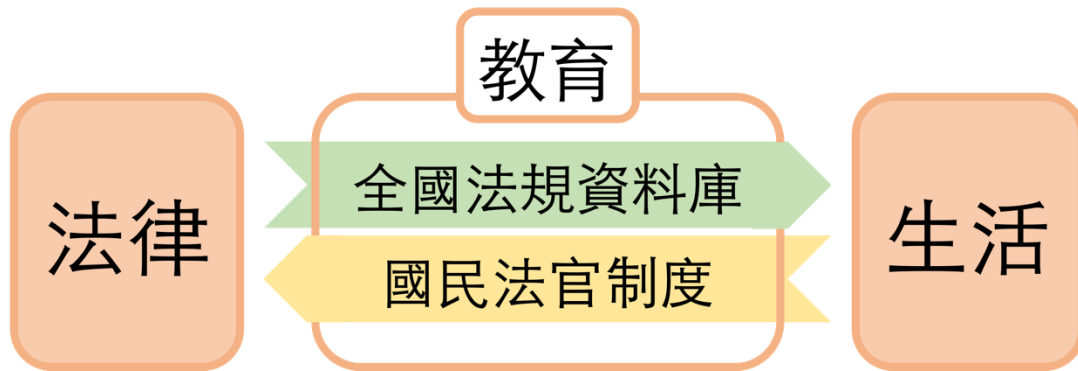 教育
法律
全國法規資料庫
國民法官制度
生活